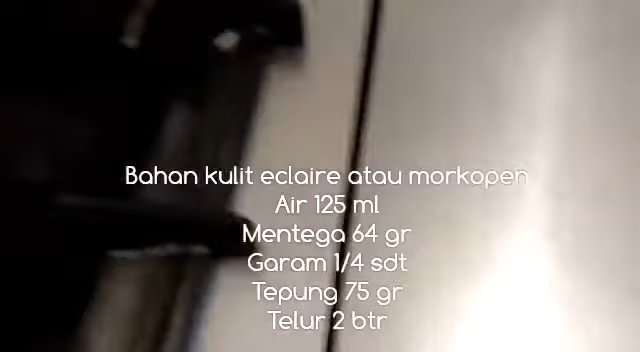 Bahan kulit eclaire atau morkopen
Air 125 ml
Mentega 64 gr
Garam 1/4 sdt
Tepung 75 gr
Telur 2 btr